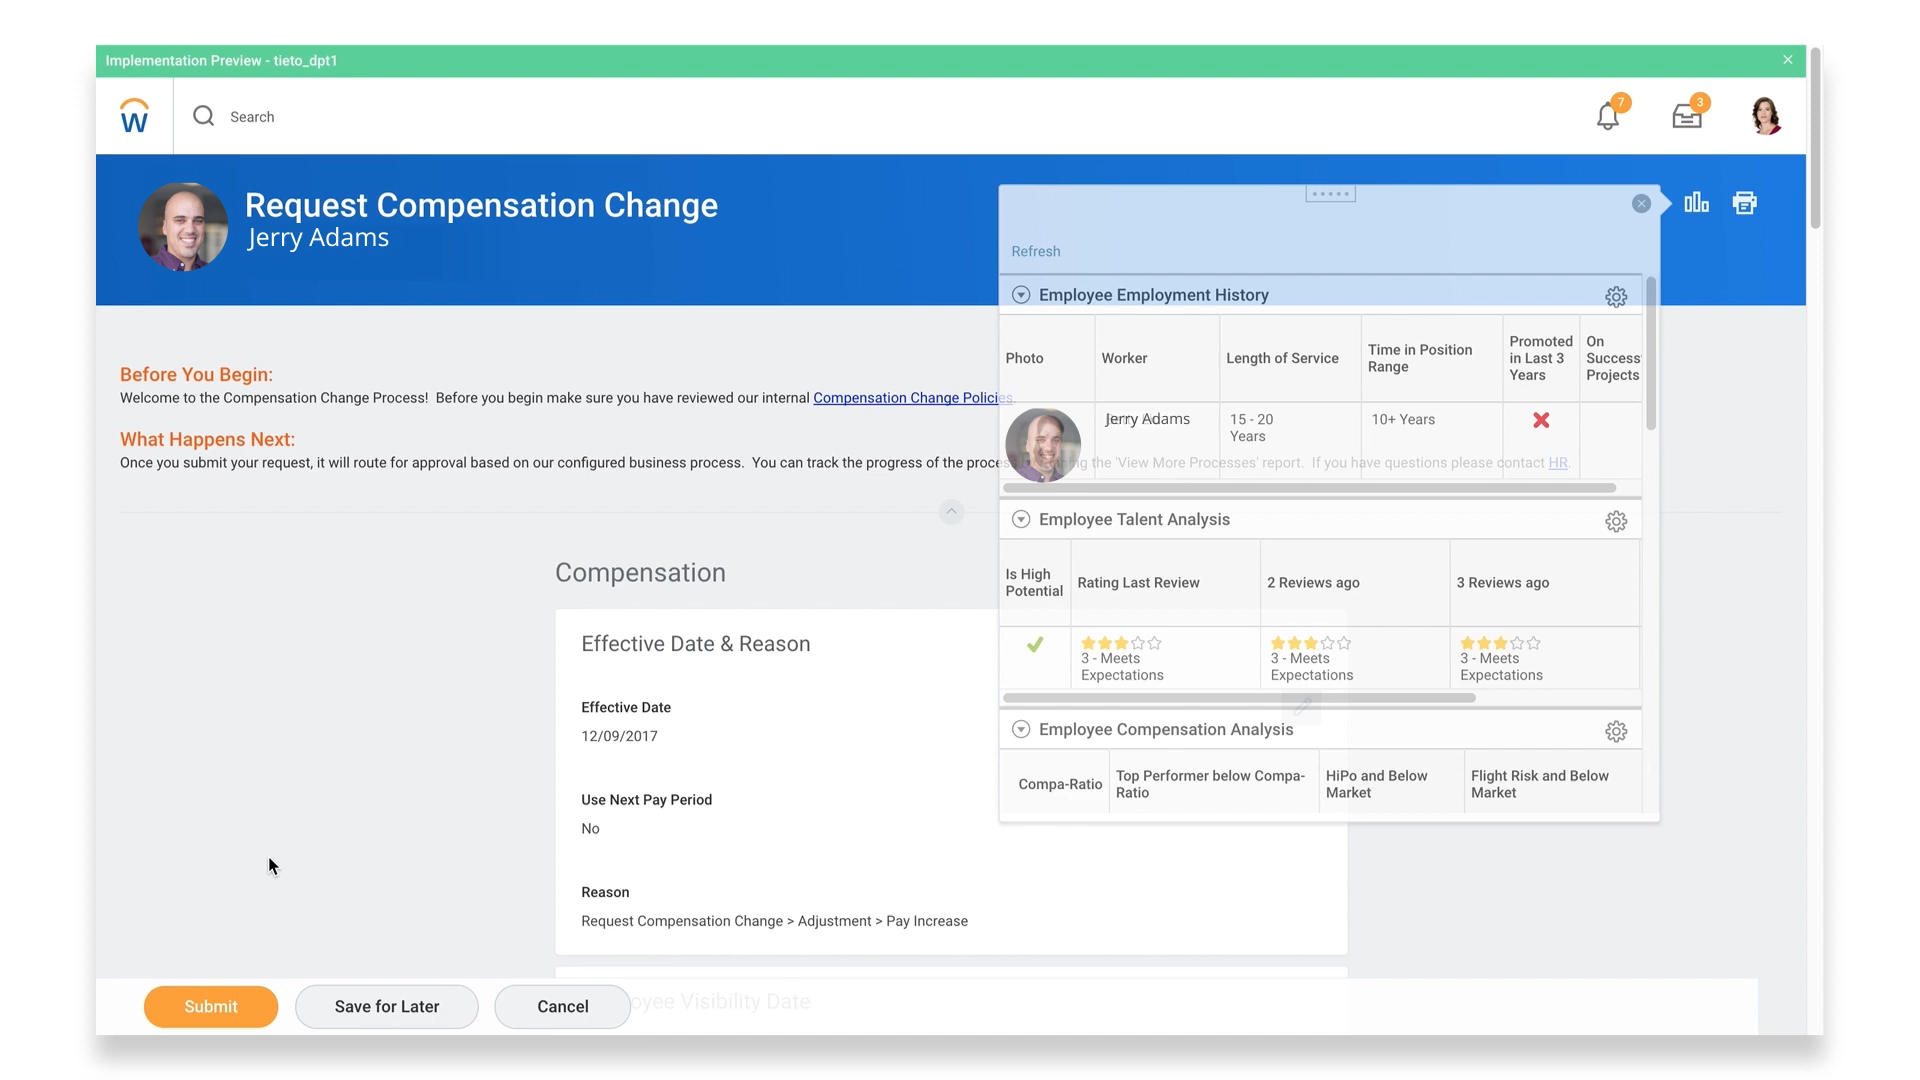 Implementation Preview - tieto_dpt1
Search
7
3
Request Compensation Change
Jerry Adams
Refresh
Employee Employment History
Photo
Worker
Length of Service
Time in Position
Range
Promoted
in Last 3
Years
On
Success
Projects
Jerry Adams
15 - 20
Years
10+ Years
Before You Begin:
Welcome to the Compensation Change Process!  Before you begin make sure you have reviewed our internal Compensation Change Policies.
What Happens Next:
Once you submit your request, it will route for approval based on our configured business process.  You can track the progress of the process the 'View More Processes' report.  If you have questions please contact HR.
Employee Talent Analysis
Is High
Potential
Rating Last Review
2 Reviews ago
3 Reviews ago
3 - Meets
Expectations
3 - Meets
Expectations
3 - Meets
Expectations
Employee Compensation Analysis
Compa-Ratio
Top Performer below Compa-
Ratio
HiPo and Below
Market
Flight Risk and Below
Market
Compensation
Effective Date & Reason
Effective Date
12/09/2017
Use Next Pay Period
No
Reason
Request Compensation Change > Adjustment > Pay Increase
Visibility Date
Submit
Save for Later
Cancel